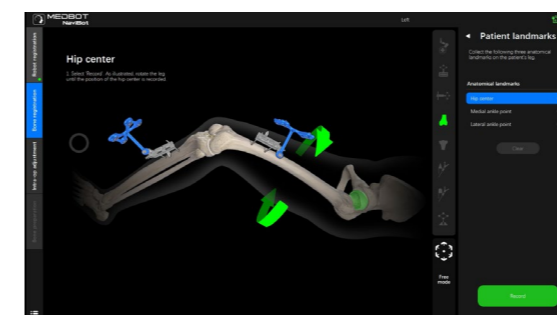 MEDBOT
NaviBot
Left
Robot registration
Bone registration
Intra-op adjustment
Bone preparation
Hip center
1. Select 'Record'. As illustrated, rotate the leg
until the position of the hip center is recorded.
Free
mode
Patient landmarks
Collect the following three anatomical
landmarks on the patient's leg.
Anatomical landmarks
Hip center
Medial ankle point
Lateral ankle point
Clear
Record